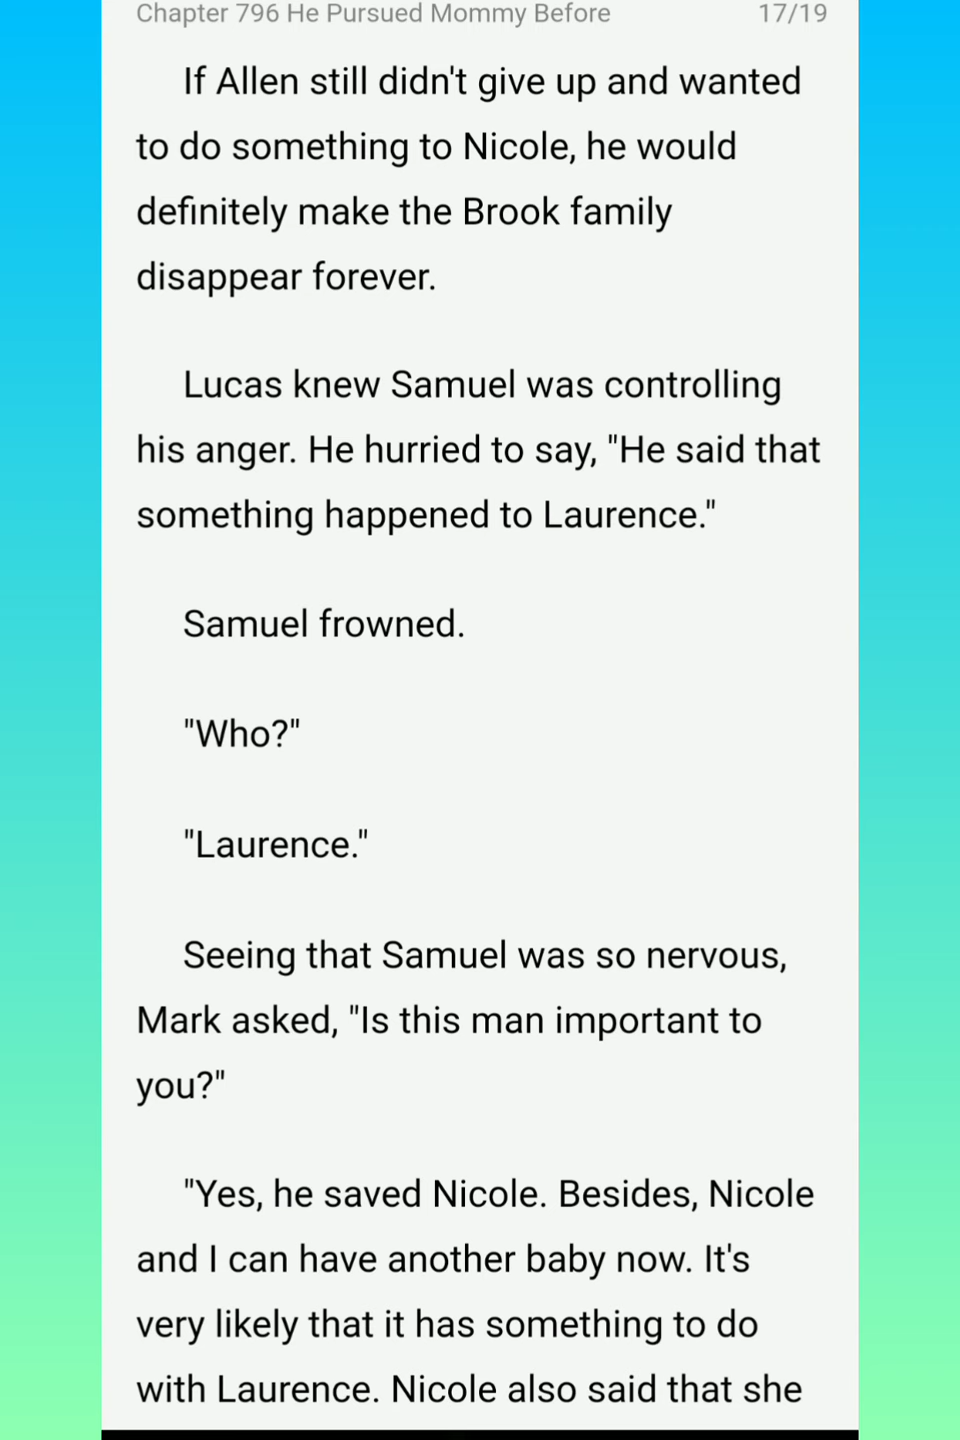 Chapter 796 He Pursued Mommy Before 17/19
If Allen still didn't give up and wanted
to do something to Nicole, he would
definitely make the Brook family
disappear forever.
Lucas knew Samuel was controlling
his anger. He hurried to say, "He said that
something happened to Laurence."
Samuel frowned.
"Who?"
"Laurence."
Seeing that Samuel was so nervous,
Mark asked, "Is this man important to
you?"
"Yes, he saved Nicole. Besides, Nicole
and I can have another baby now. It's
very likely that it has something to do
with Laurence. Nicole also said that she